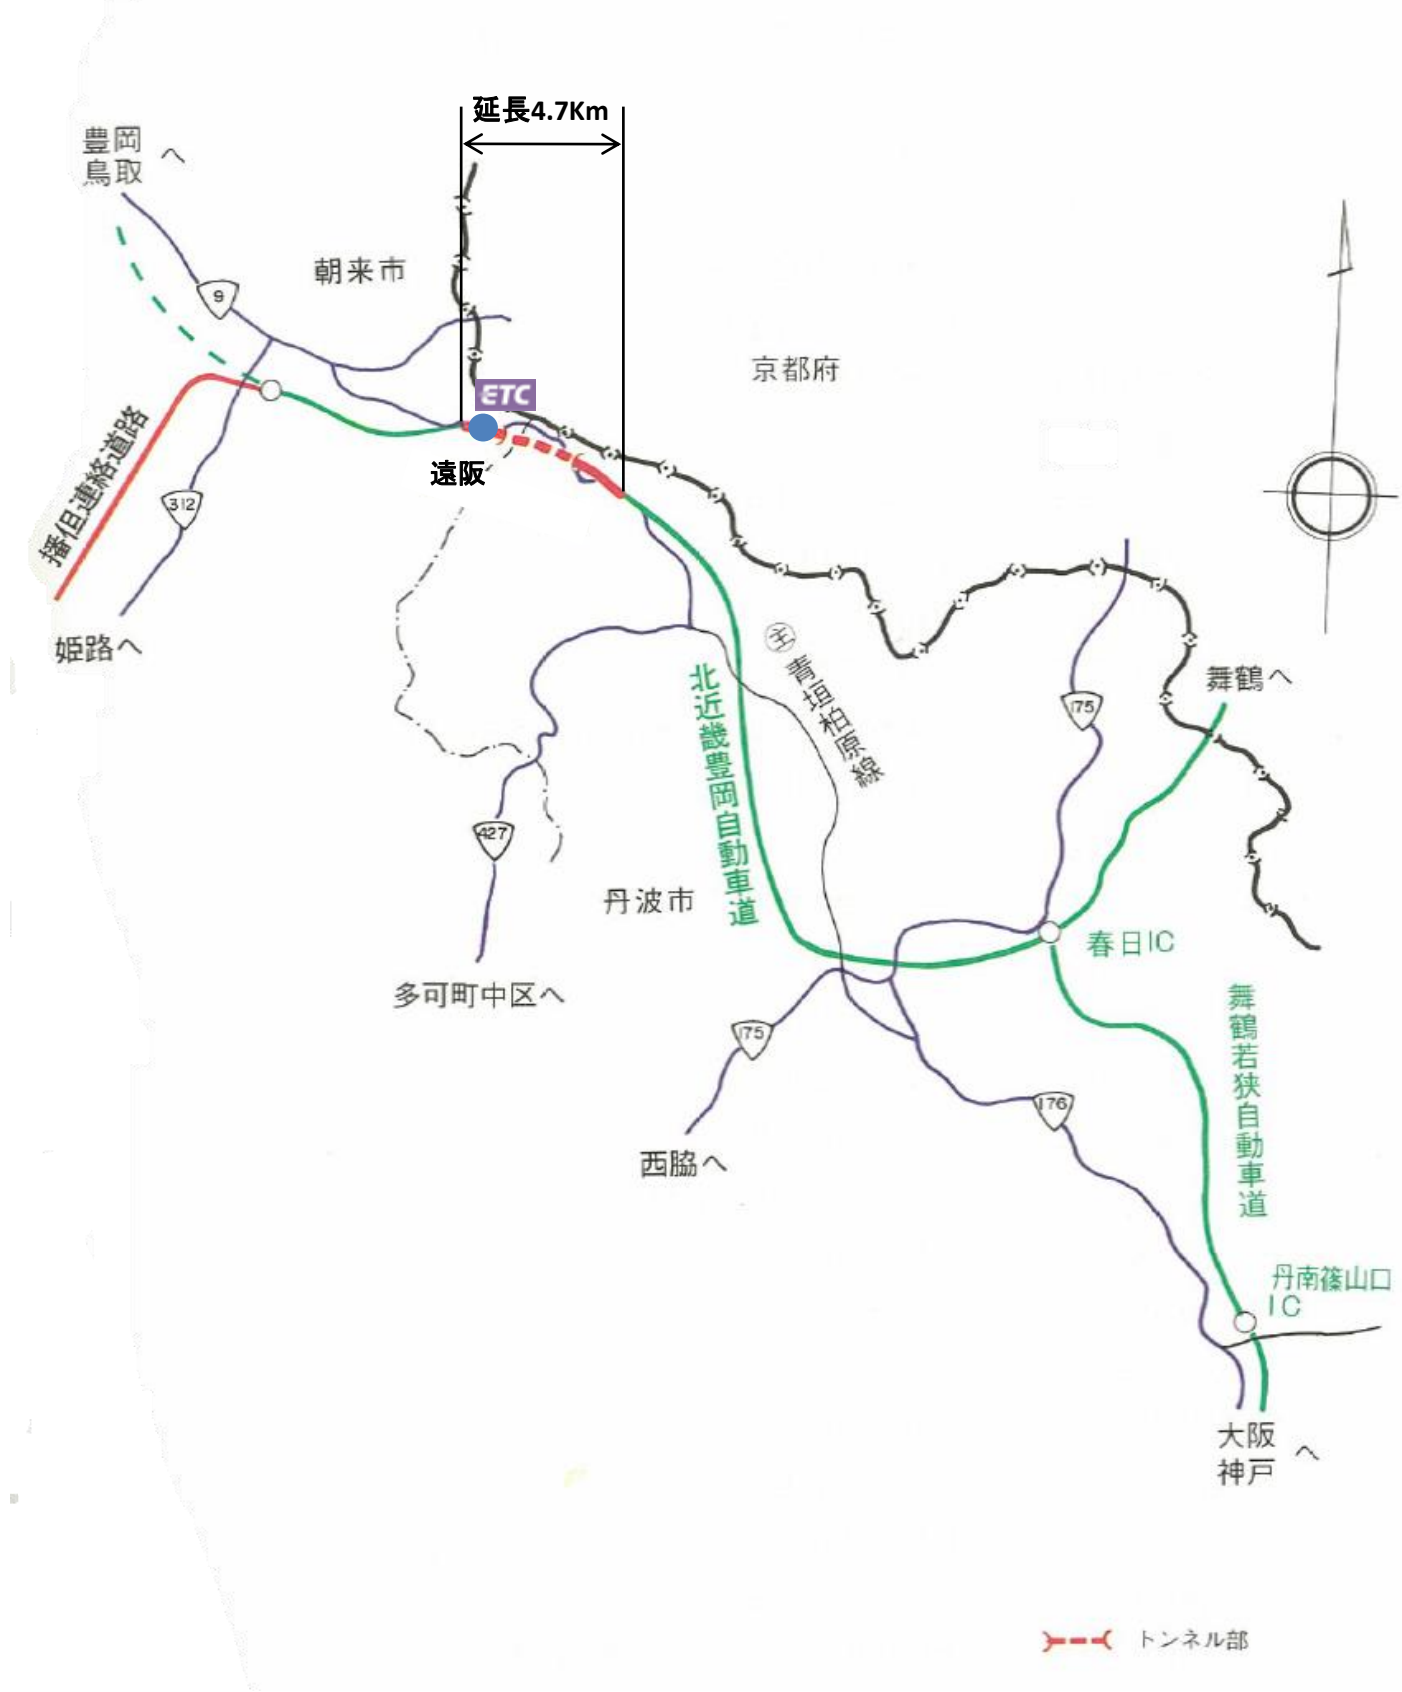 延長4.7Km
豊岡
鳥取
へ
朝来市
9
京都府
ETC
遠阪
播但連絡道路
312
姫路へ
主
青垣柏原線
北近畿豊岡自動車道
175
舞鶴へ
427
丹波市
春日IC
多可町中区へ
175
舞鶴若狭自動車道
176
西脇へ
丹南篠山口
IC
大阪
神戸
へ
トンネル部